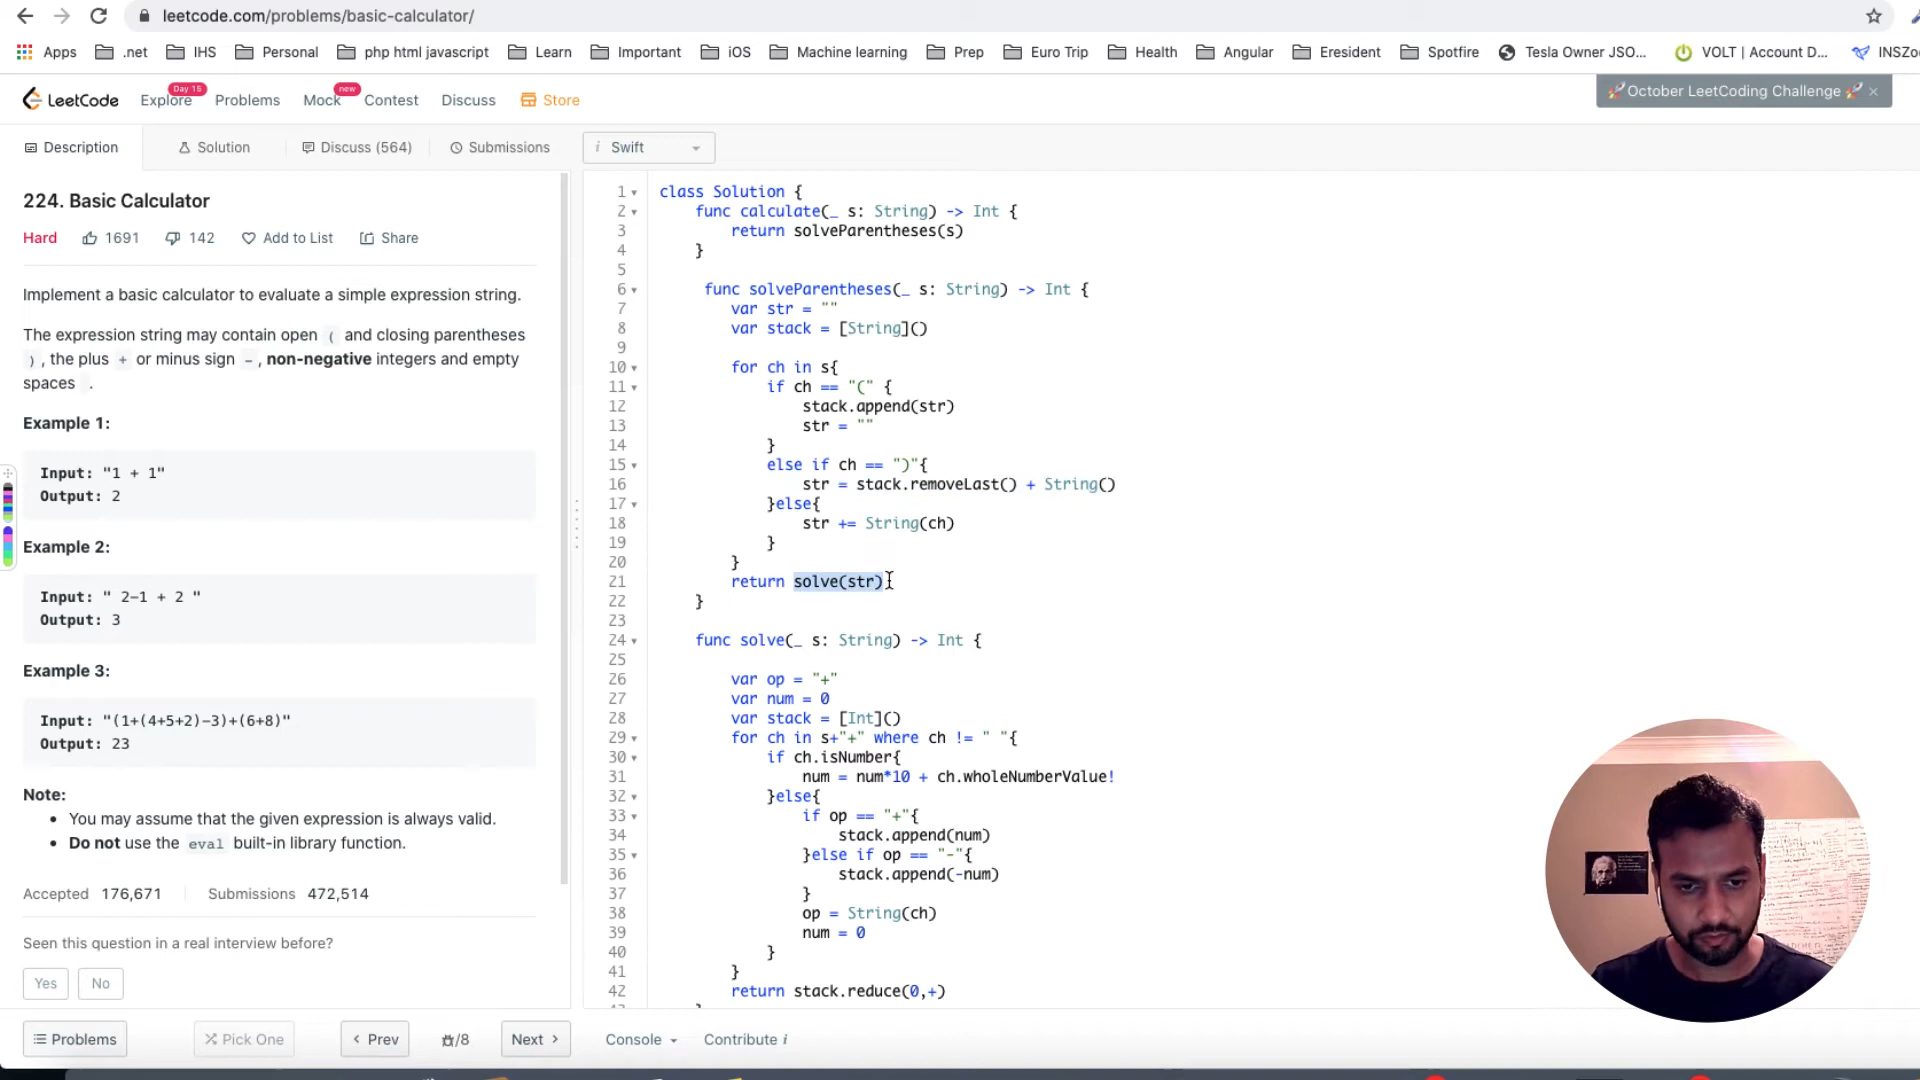 leetcode.com/problems/basic-calculator/
Apps .net IHS Personal php html javascript Learn Important iOS Machine learning Prep Euro Trip Health Angular Eresident Spotfire Tesla Owner JSO... VOLT | Account D... INSZo
LeetCode Explore Day 15 Problems Mock new Contest Discuss Store
🚀October LeetCoding Challenge 🚀 ×
Description Solution Discuss (564) Submissions
i Swift
224. Basic Calculator
Hard 1691 142 Add to List Share
Implement a basic calculator to evaluate a simple expression string.
The expression string may contain open ( and closing parentheses
), the plus + or minus sign -, non-negative integers and empty
spaces .
Example 1:
Input: "1 + 1"
Output: 2
Example 2:
Input: " 2-1 + 2 "
Output: 3
Example 3:
Input: "(1+(4+5+2)-3)+(6+8)"
Output: 23
Note:
• You may assume that the given expression is always valid.
• Do not use the eval built-in library function.
Accepted 176,671 Submissions 472,514
Seen this question in a real interview before?
Yes No
Problems Pick One < Prev /8 Next >
1 class Solution {
2 func calculate(_ s: String) -> Int {
3 return solveParentheses(s)
4 }
5
6 func solveParentheses(_ s: String) -> Int {
7 var str = ""
8 var stack = [String]()
9
10 for ch in s{
11 if ch == "(" {
12 stack.append(str)
13 str = ""
14 }
15 else if ch == ")"{
16 str = stack.removeLast() + String()
17 }else{
18 str += String(ch)
19 }
20 }
21 return solve(str)
22 }
23
24 func solve(_ s: String) -> Int {
25
26 var op = "+"
27 var num = 0
28 var stack = [Int]()
29 for ch in s+"+" where ch != " "{
30 if ch.isNumber{
31 num = num*10 + ch.wholeNumberValue!
32 }else{
33 if op == "+"{
34 stack.append(num)
35 }else if op == "-"{
36 stack.append(-num)
37 }
38 op = String(ch)
39 num = 0
40 }
41 }
42 return stack.reduce(0,+)
Console Contribute i